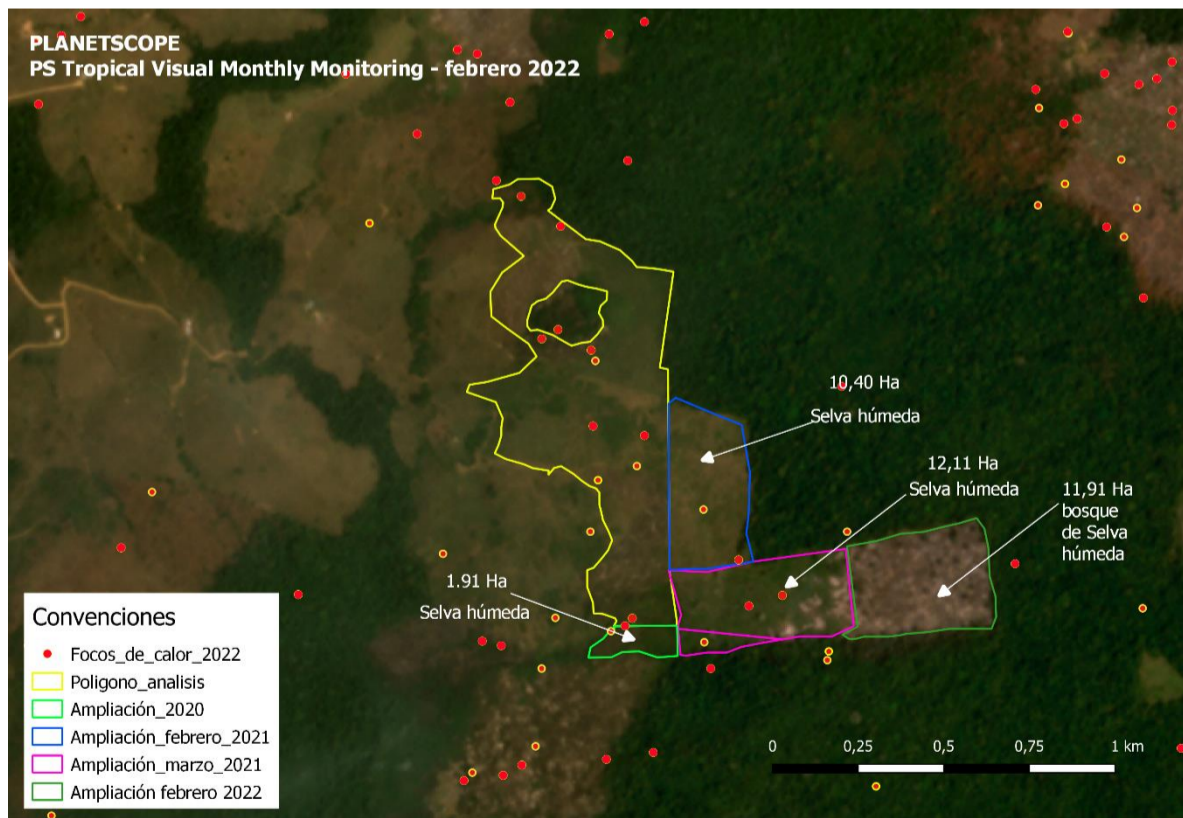 PLANETSCOPE
PS Tropical Visual Monthly Monitoring - febrero 2022
10,40 Ha
Selva húmeda
12,11 Ha
Selva húmeda
11,91 Ha
bosque
de Selva
húmeda
1.91 Ha
Selva húmeda
Convenciones
Focos_de_calor_2022
Poligono_analisis
Ampliación_2020
Ampliación_febrero_2021
Ampliación_marzo_2021
Ampliación febrero 2022
0 0,25 0,5 0,75 1 km